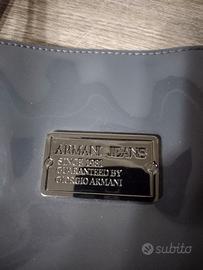 ARMANI JEANS
SINCE 1981
GUARANTEED BY
GIORGIO ARMANI
subito